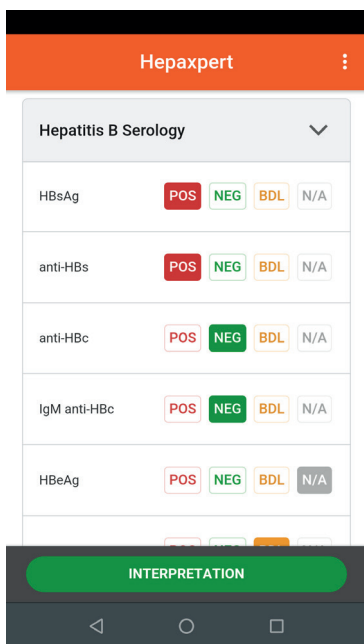 Hepaxpert
Hepatitis B Serology
HBsAg POS NEG BDL N/A
anti-HBs POS NEG BDL N/A
anti-HBc POS NEG BDL N/A
IgM anti-HBc POS NEG BDL N/A
HBeAg POS NEG BDL N/A
INTERPRETATION